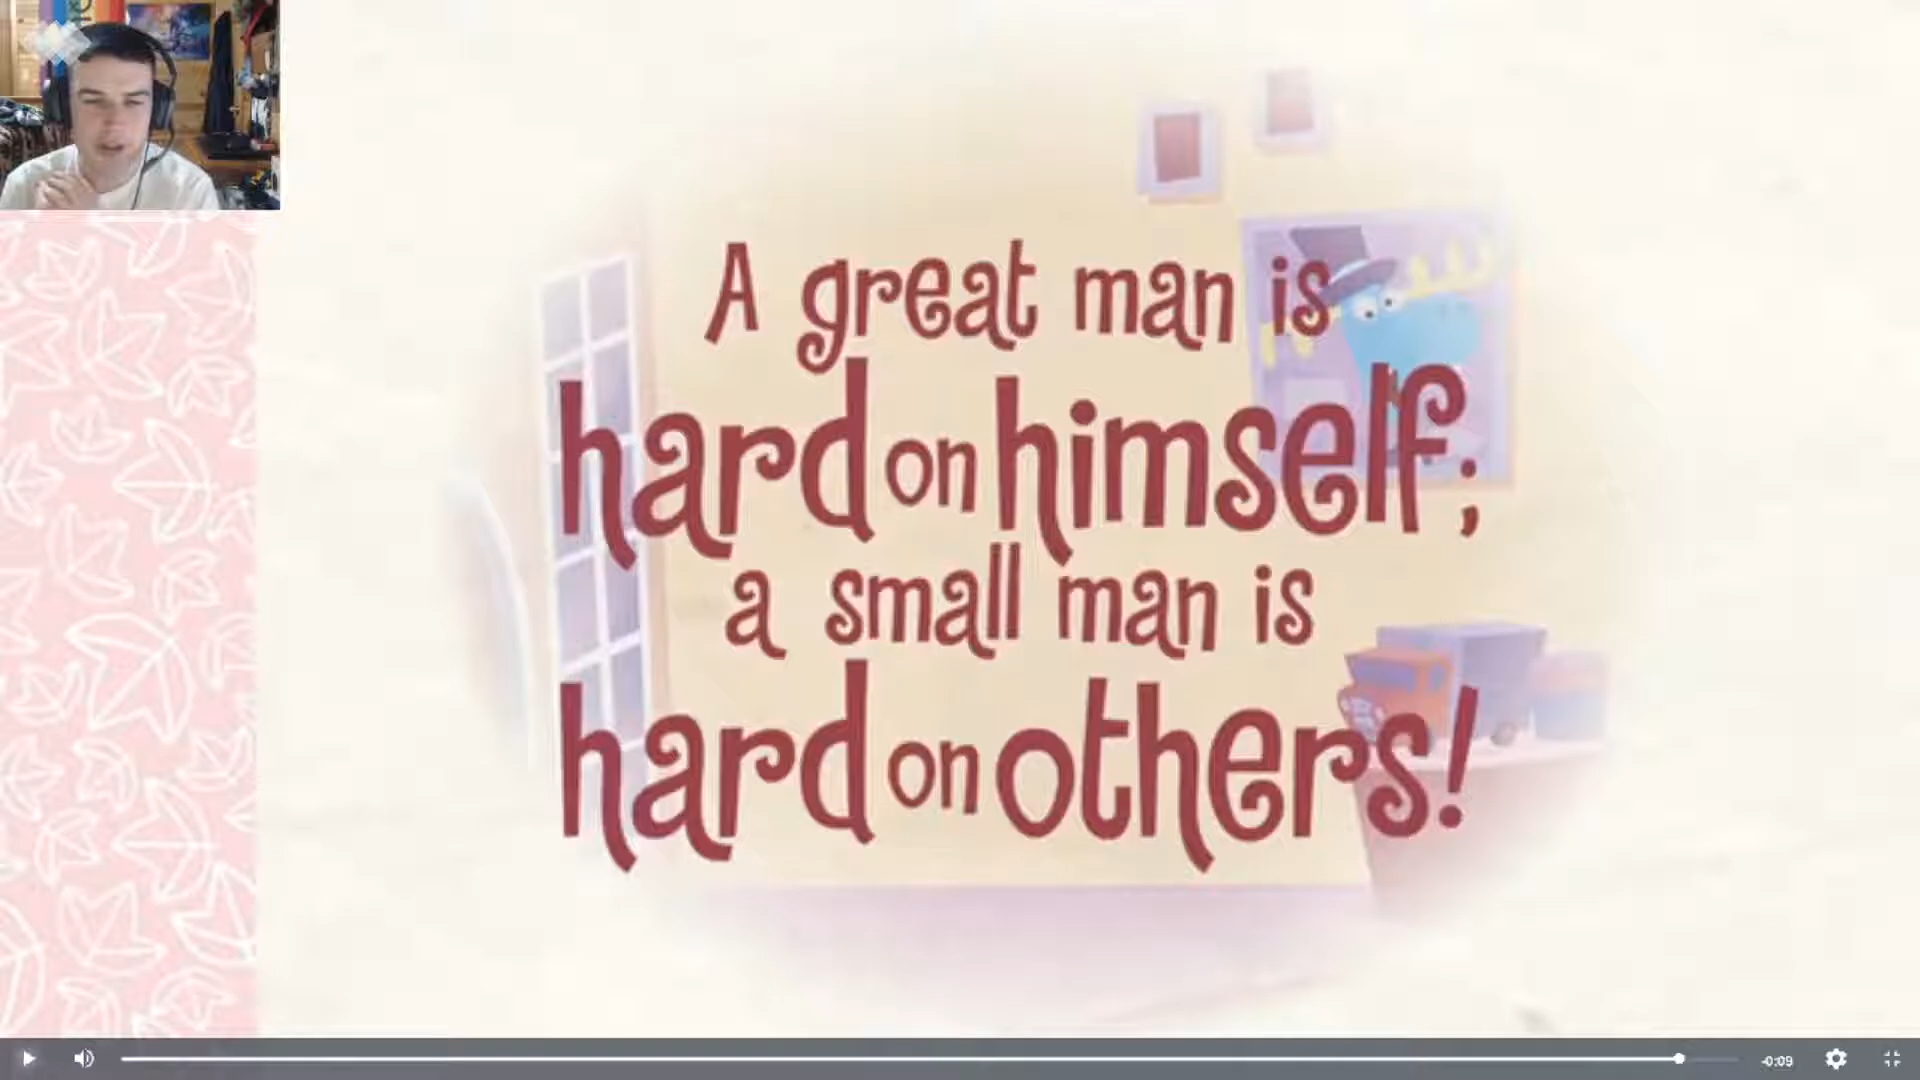 A great man is
hard on himself;
a small man is
hard on others!
-0:09